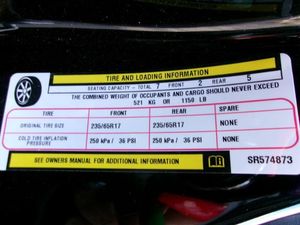 TIRE AND LOADING INFORMATION
SEATING CAPACITY - TOTAL 7 FRONT 2 REAR 5
THE COMBINED WEIGHT OF OCCUPANTS AND CARGO SHOULD NEVER EXCEED
521 KG OR 1150 LB
TIRE FRONT REAR SPARE
ORIGINAL TIRE SIZE 235/65R17 235/65R17 NONE
COLD TIRE INFLATION PRESSURE 250 kPa / 36 PSI 250 kPa / 36 PSI NONE
SEE OWNERS MANUAL FOR ADDITIONAL INFORMATION SR574873